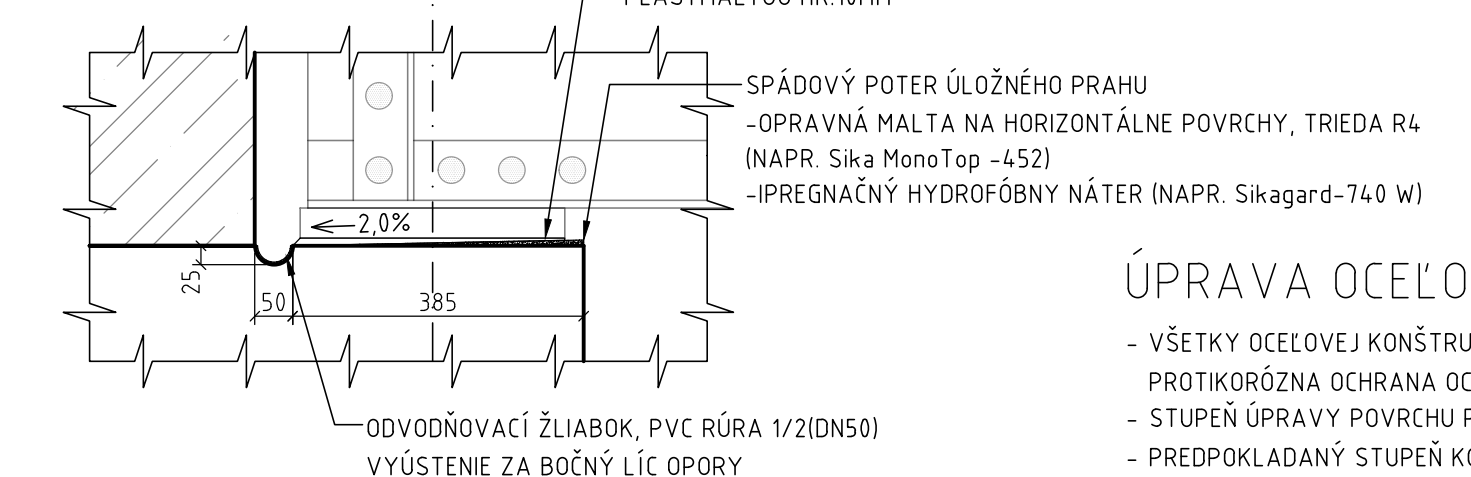 SPÁDOVÝ POTER ÚLOŽNÉHO PRAHU
-OPRAVNÁ MALTA NA HORIZONTÁLNE POVRCHY, TRIEDA R4
(NAPR. Sika MonoTop -452)
-IPREGNAČNÝ HYDROFÓBNY NÁTER (NAPR. Sikagard-740 W)
2,0%
25
50
385
ODVODŇOVACÍ ŽLIABOK, PVC RÚRA 1/2(DN50)
VYÚSTENIE ZA BOČNÝ LÍC OPORY
ÚPRAVA OCEĽO
- VŠETKY OCEĽOVEJ KONŠTRU
PROTIKORÓZNA OCHRANA OC
- STUPEŇ ÚPRAVY POVRCHU P
- PREDPOKLADANÝ STUPEŇ KO